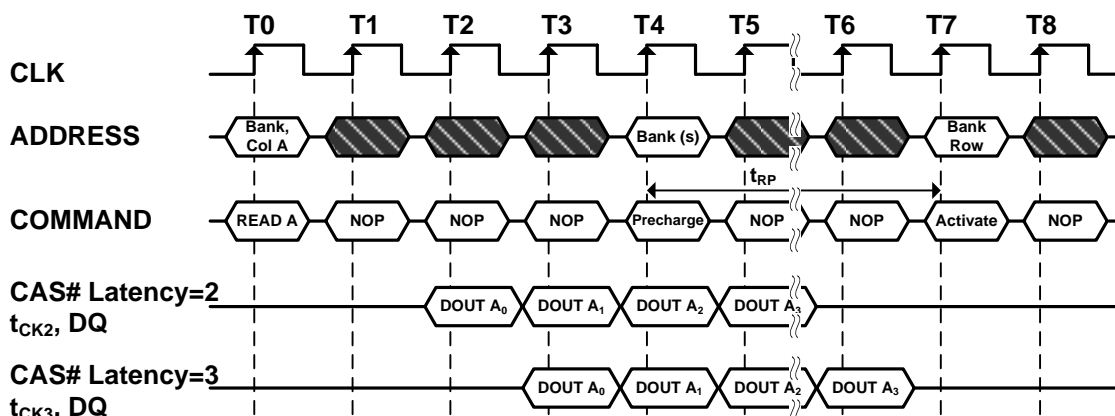 T0 T1 T2 T3 T4 T5 T6 T7 T8
CLK
ADDRESS Bank, Col A Bank (s) Bank Row
tRP
COMMAND READ A NOP NOP NOP Precharge NOP NOP Activate NOP
CAS# Latency=2
tCK2, DQ DOUT A0 DOUT A1 DOUT A2 DOUT A3
CAS# Latency=3
tCK3, DQ DOUT A0 DOUT A1 DOUT A2 DOUT A3